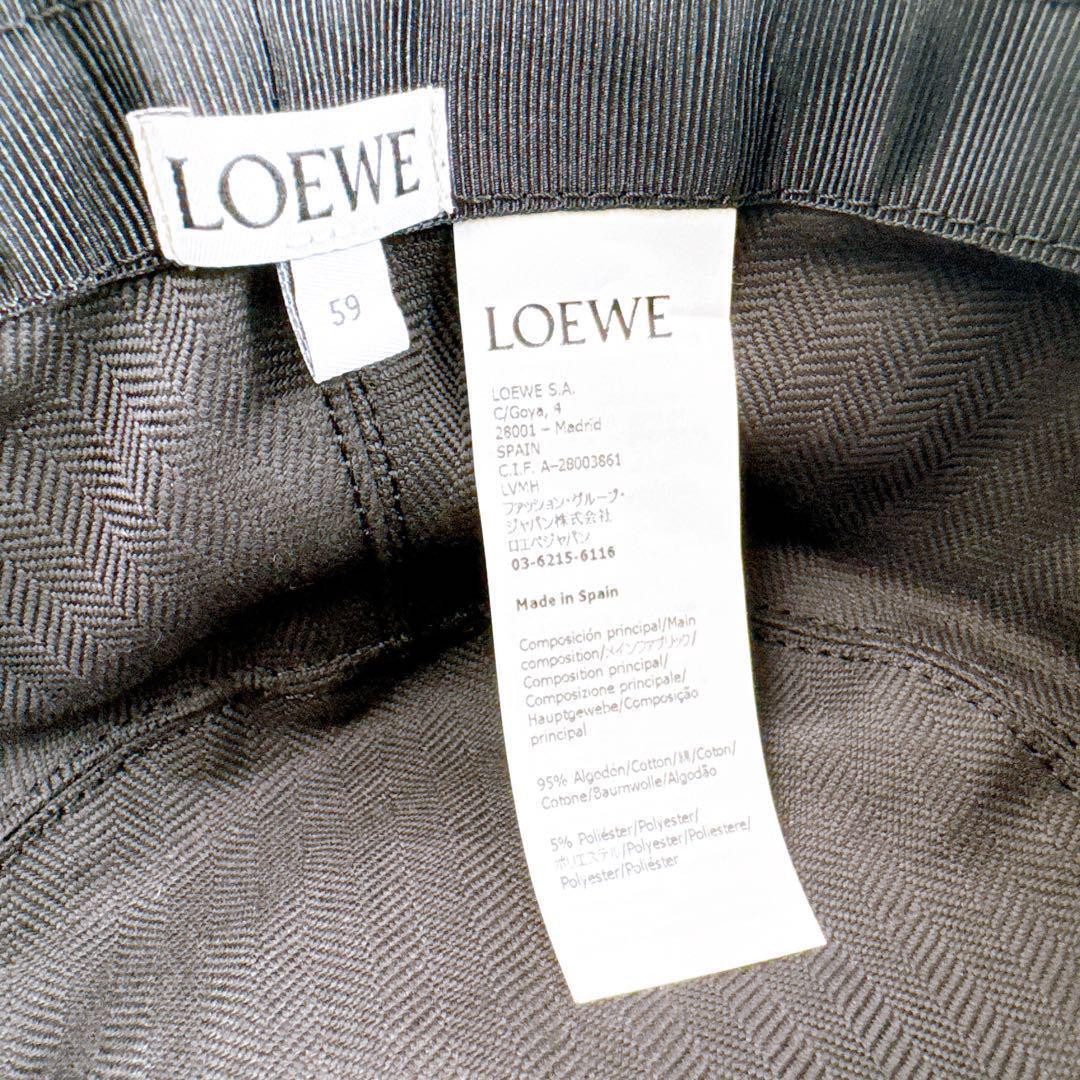 LOEWE
59
LOEWE
LOEWE S.A.
C/Goya, 4
28001 – Madrid
SPAIN
C.I.F. A-28003861
LVMH
ファッション・グループ・
ジャパン株式会社
ロエベジャパン
03-6215-6116
Made in Spain
Composición principal/Main
composition/メインファブリック/
Composition principal/
Composizione principale/
Hauptgewebe/Composição
principal
95% Algodón/Cotton/綿/Coton/
Cotone/Baumwolle/Algodão
5% Poliéster/Polyester/
ポリエステル/Polyester/Poliestere/
Polyester/Poliéster